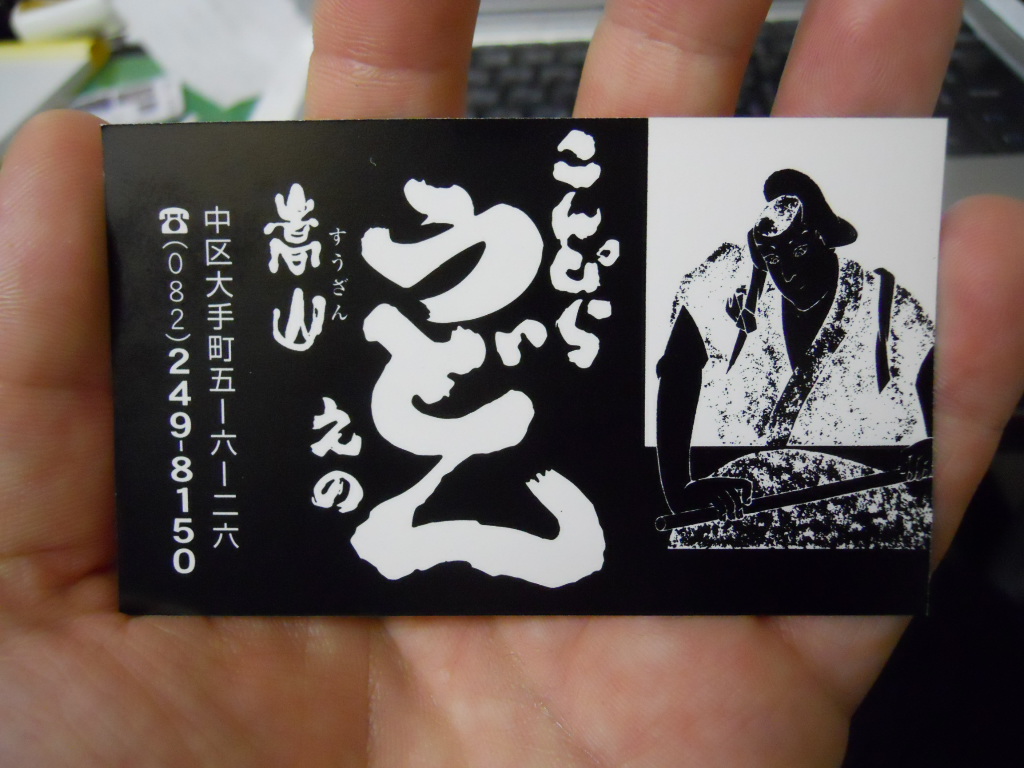 こんぴら
うどん
えの
すうざん
嵩山
中区大手町五ー六ー二六
☎(082)249-8150